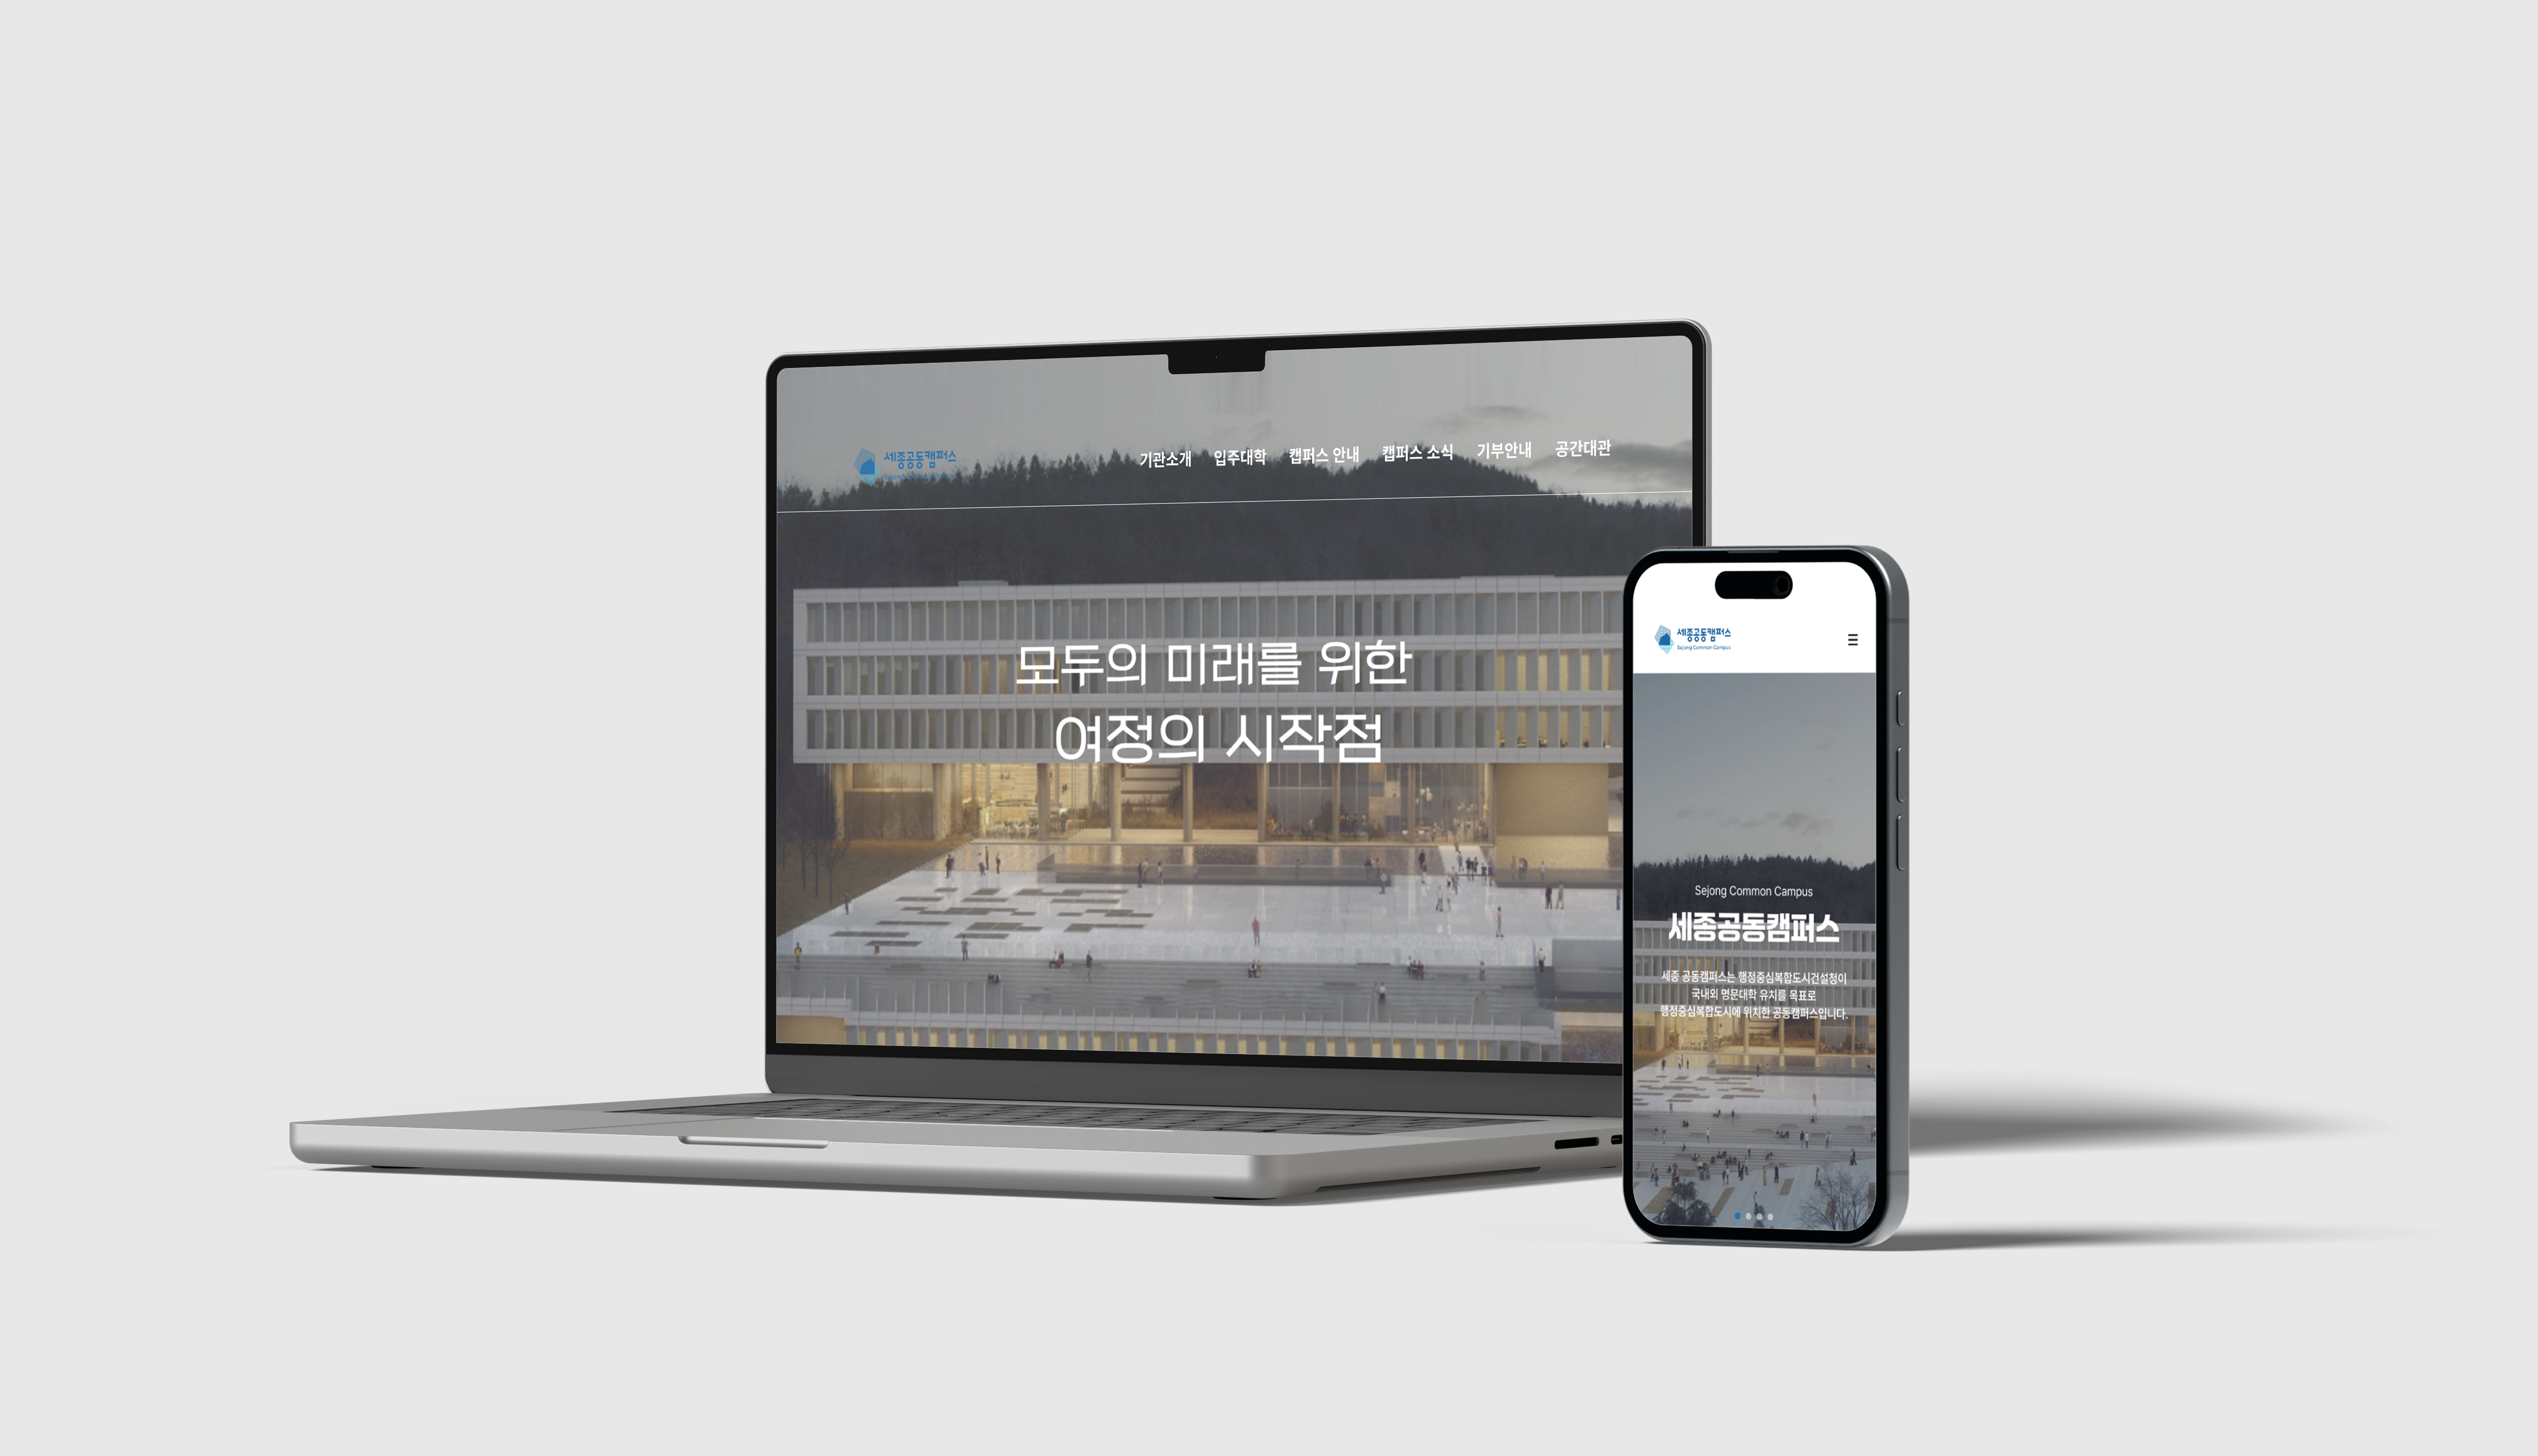 세종공동캠퍼스
기관소개 입주대학 캠퍼스 안내 캠퍼스 소식 기부안내 공간대관
모두의 미래를 위한
여정의 시작점
세종공동캠퍼스
Sejong Common Campus
Sejong Common Campus
세종공동캠퍼스
세종 공동캠퍼스는 행정중심복합도시건설청이
국내외 명문대학 유치를 목표로
행정중심복합도시에 위치한 공동캠퍼스입니다.